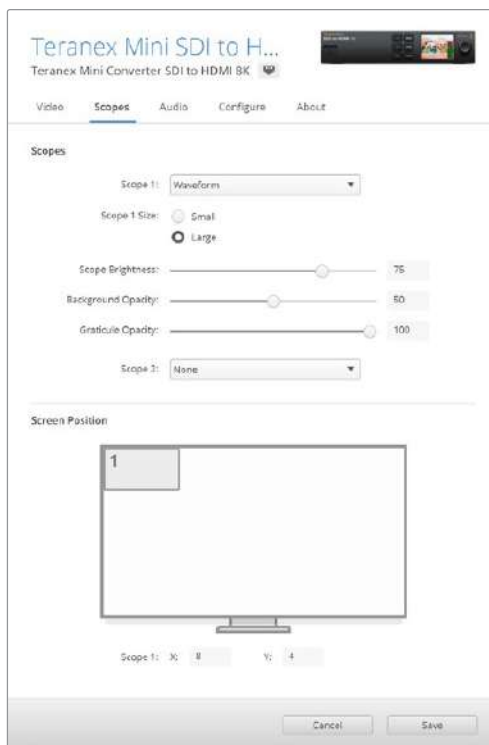 Teranex Mini SDI to H...
Teranex Mini Converter SDI to HDMI 8K
Video Scopes Audio Configure About
Scopes
Scope 1: Waveform
Scope 1 Size: Small
Large
Scope Brightness: 75
Background Opacity: 50
Graticule Opacity: 100
Scope 2: None
Screen Position
1
Scope 1: X: 8 Y: 4
Cancel Save